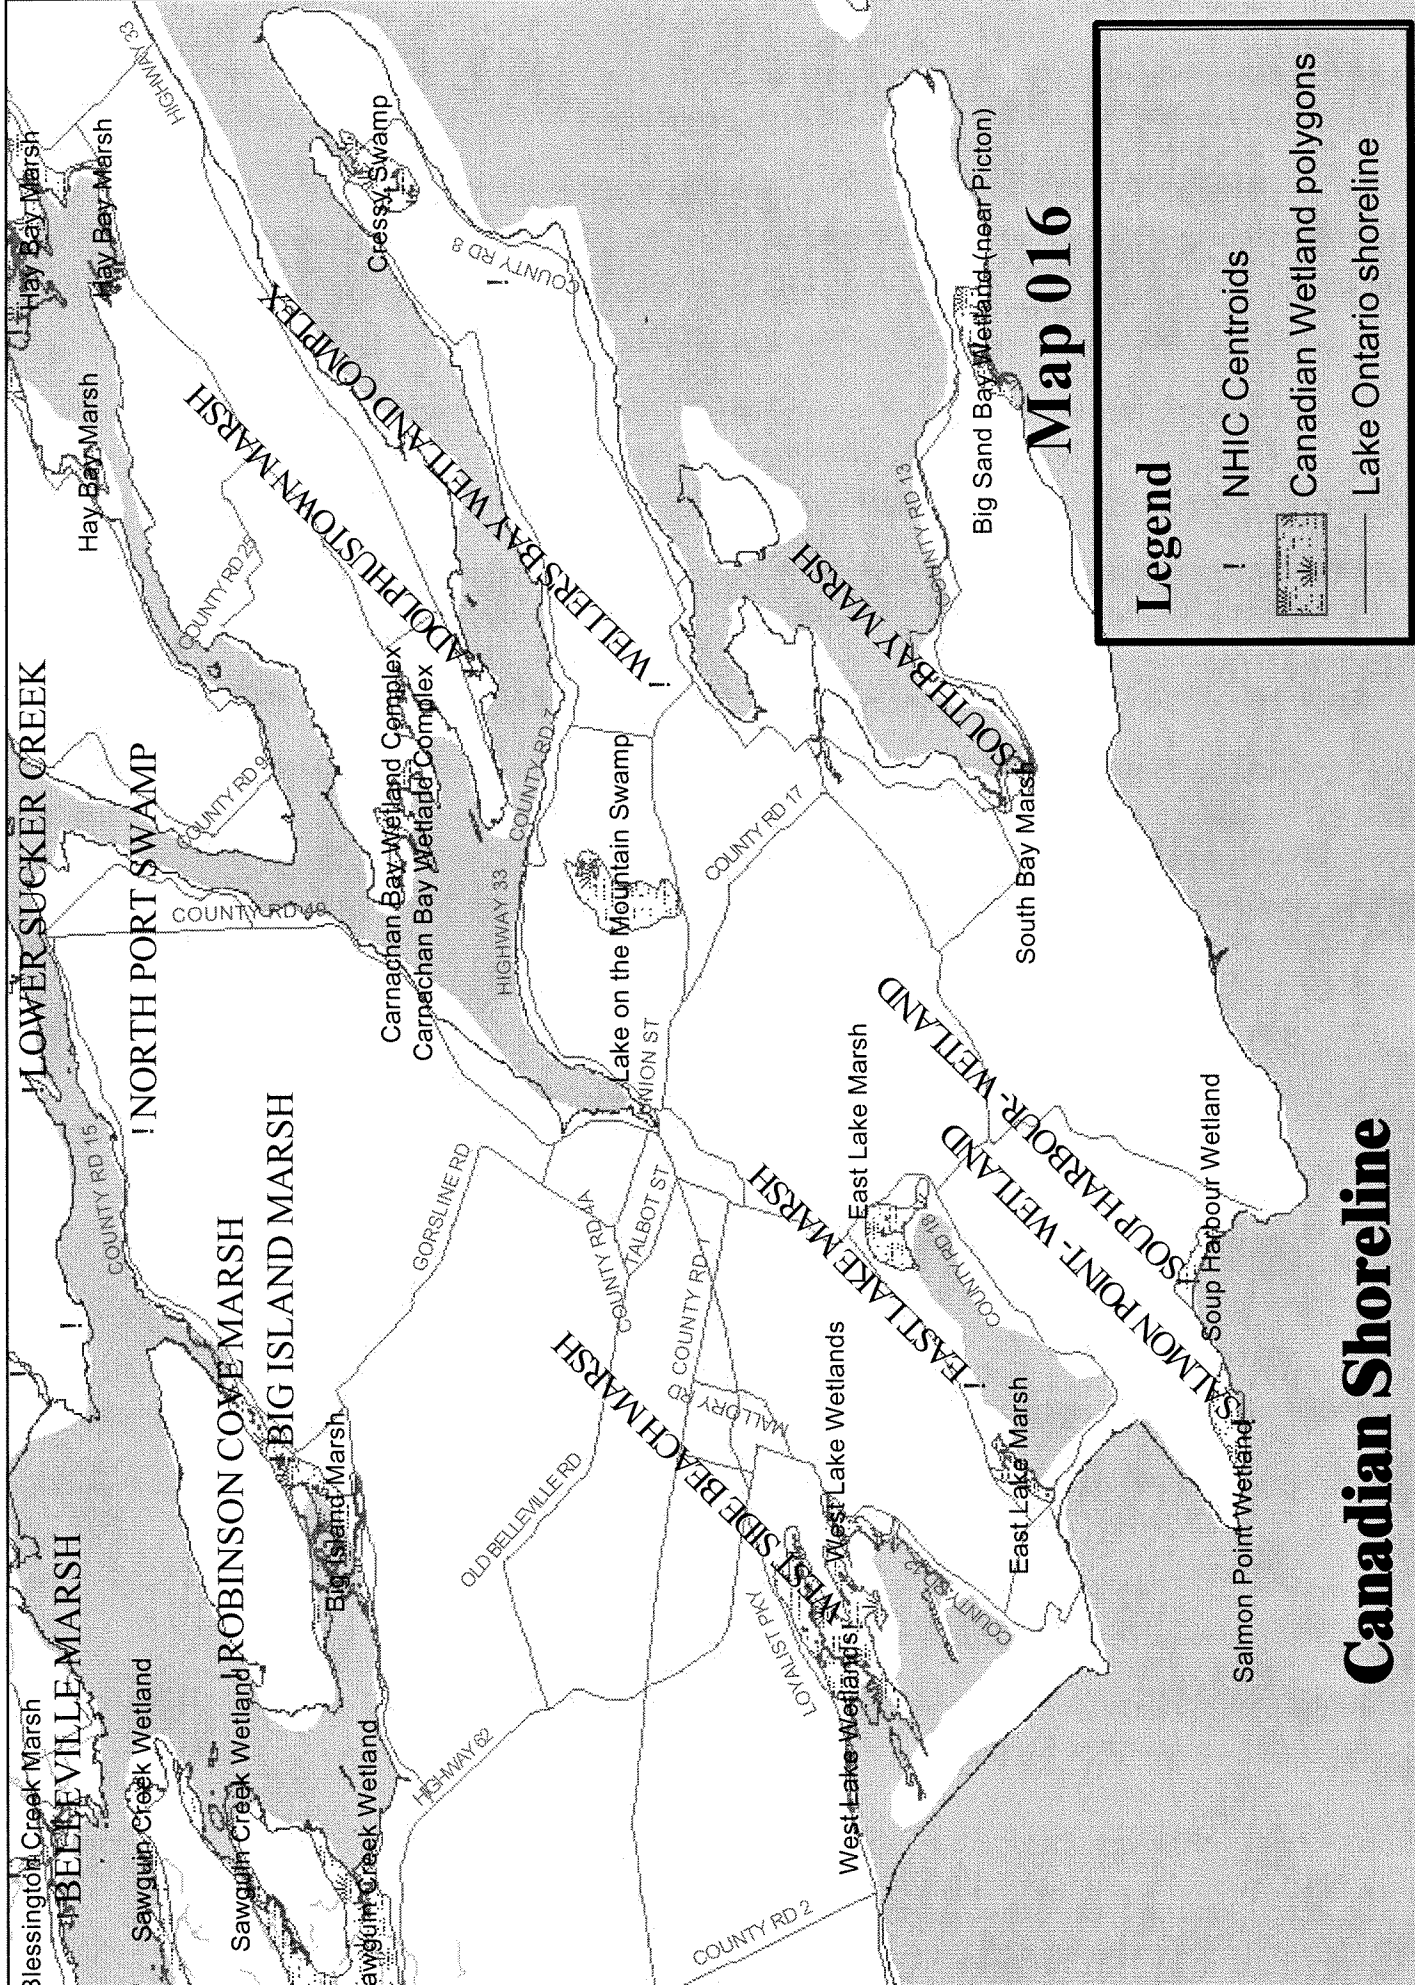 Blessington Creek Marsh
! BELLEVILLE MARSH
Sawguin Creek Wetland
Sawguin Creek Wetland
awguin Creek Wetland
! ROBINSON COVE MARSH
! BIG ISLAND MARSH
Big Island Marsh
! LOWER SUCKER CREEK
! NORTH PORT SWAMP
Hay Bay Marsh
Hay Bay Marsh
Hay Bay Marsh
HIGHWAY 33
COUNTY RD 15
COUNTY RD 49
COUNTY RD 9
COUNTY RD 25
Carnachan Bay Wetland Complex
Carnachan Bay Wetland Complex
ADOLPHUSTOWN MARSH
! WELLERS BAY WETLAND COMPLEX
Cressy Swamp
COUNTY RD 8
COUNTY RD 7
HIGHWAY 33
HIGHWAY 62
GORSLINE RD
OLD BELLEVILLE RD
COUNTY RD 4A
TALBOT ST
UNION ST
COUNTY RD 1
MALLORY RD
Lake on the Mountain Swamp
COUNTY RD 17
WEST SIDE BEACH MARSH
LOYALIST PKY
West Lake Wetlands
West Lake Wetlands
COUNTY RD 12
COUNTY RD 2
! EAST LAKE MARSH
East Lake Marsh
East Lake Marsh
COUNTY RD 18
SALMON POINT - WETLAND
SOUP HARBOUR - WETLAND
Salmon Point Wetland
Soup Harbour Wetland
SOUTH BAY MARSH
South Bay Marsh
COUNTY RD 13
Big Sand Bay Wetland (near Picton)
Canadian Shoreline
Map 016
Legend
! NHIC Centroids
Canadian Wetland polygons
Lake Ontario shoreline